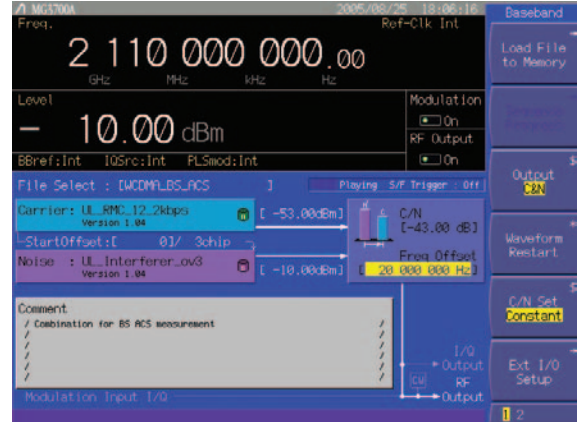 MG3700A 2005/08/25 18:06:16
Freq. Ref-Clk Int
2 110 000 000.00
GHz MHz kHz Hz
Level
- 10.00 dBm
Modulation
On
RF Output
On
BBref:Int IQSrc:Int PLSmod:Int
File Select : [WCDMA_BS_ACS ] Playing S/F Trigger : Off
Carrier: UL_RMC_12_2kbps [ -53.00dBm]
Version 1.04
C/N
[-43.00 dB]
StartOffset:[ 0]/ 3chip
Noise : UL_Interferer_ov3 [ -10.00dBm]
Version 1.04
Freq Offset
[ 20 000 000 Hz]
Comment
/ Combination for BS ACS measurement /
/ /
/ /
/ /
/ /
/ /
I/Q
Output
CW RF
Output
Modulation Input I/Q
Baseband
Load File
to Memory
Output
C&N
Waveform
Restart
C/N Set
Constant
Ext I/O
Setup
1 2